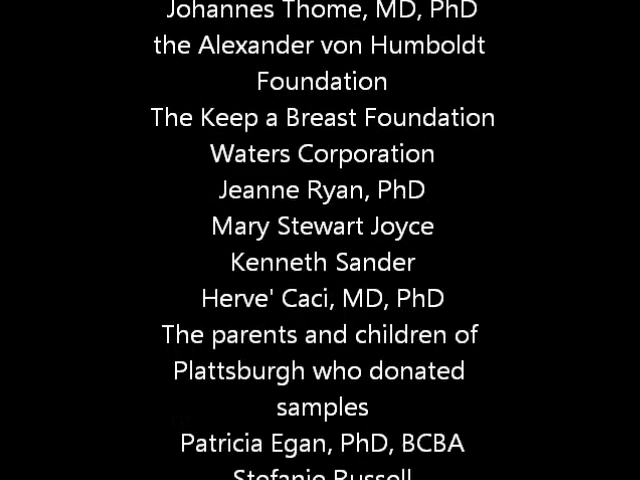 Johannes Thome, MD, PhD
the Alexander von Humboldt
Foundation
The Keep a Breast Foundation
Waters Corporation
Jeanne Ryan, PhD
Mary Stewart Joyce
Kenneth Sander
Herve' Caci, MD, PhD
The parents and children of
Plattsburgh who donated
samples
Patricia Egan, PhD, BCBA
Stefanie Russell